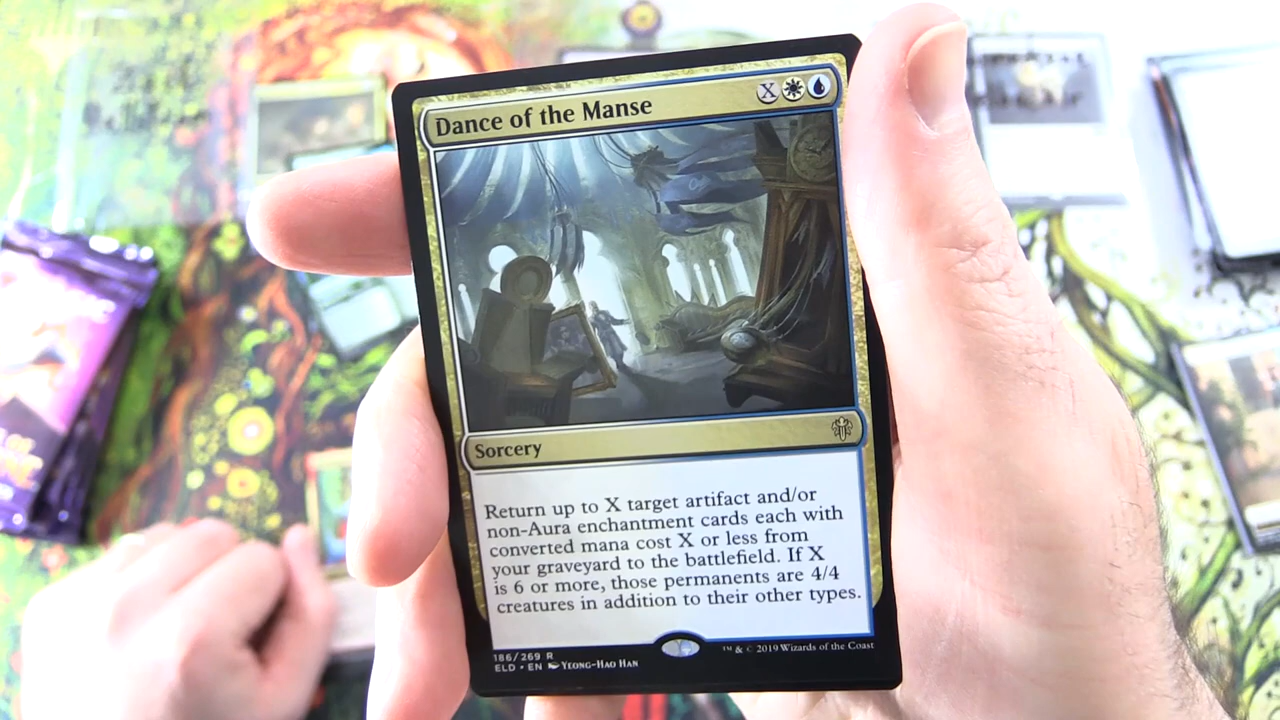 Dance of the Manse X
Sorcery
Return up to X target artifact and/or
non-Aura enchantment cards each with
converted mana cost X or less from
your graveyard to the battlefield. If X
is 6 or more, those permanents are 4/4
creatures in addition to their other types.
186/269 R
ELD • EN Yeong-Hao Han
™ & © 2019 Wizards of the Coast